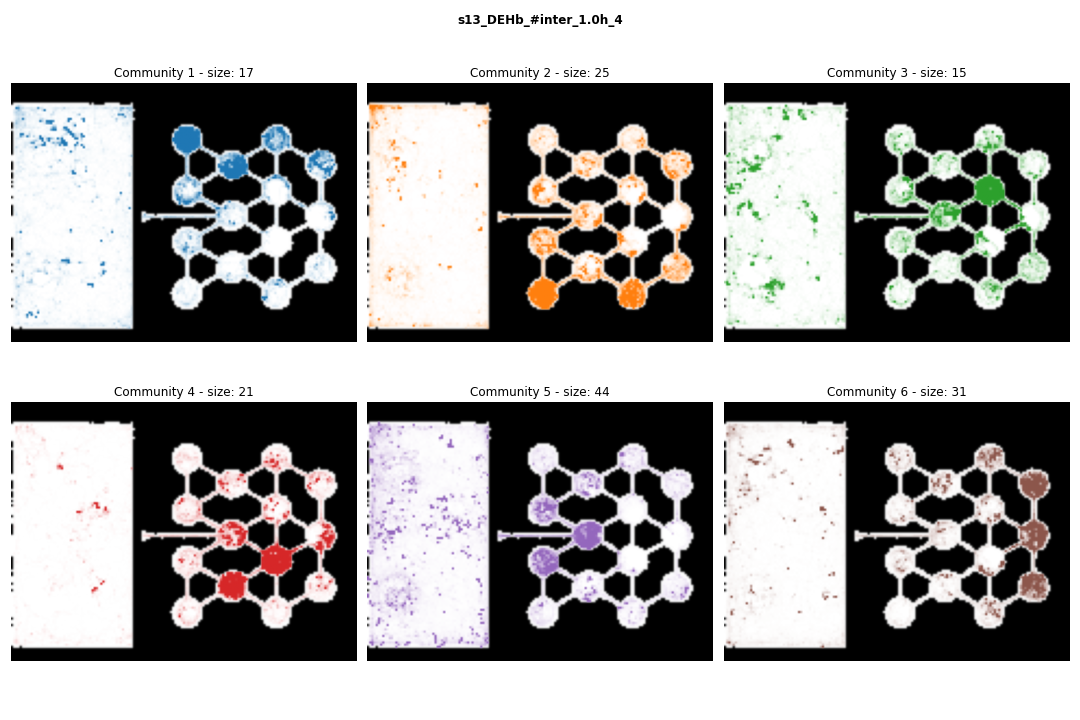 s13_DEHb_#inter_1.0h_4
Community 1 - size: 17
Community 2 - size: 25
Community 3 - size: 15
Community 4 - size: 21
Community 5 - size: 44
Community 6 - size: 31